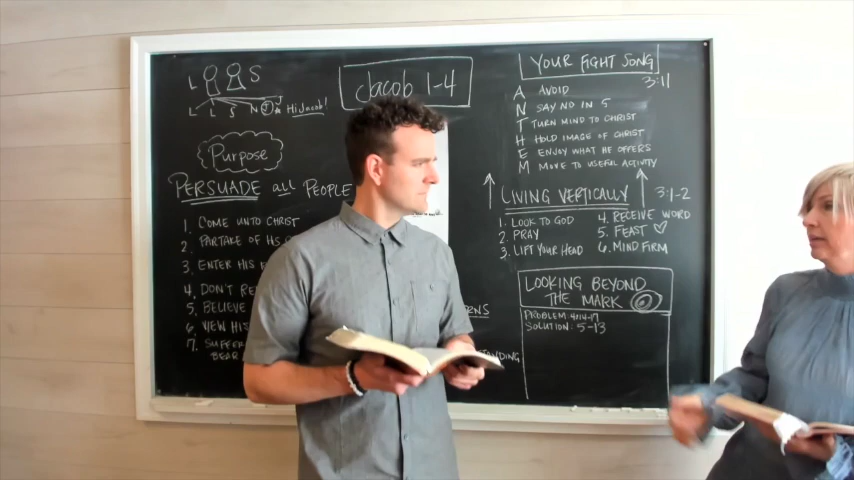 L S
L L S N
Hi Jacob!
Purpose
PERSUADE all PEOPLE
1. COME UNTO CHRIST
2. PARTAKE OF HIS
3. ENTER HIS
4. DON'T
5. BELIEVE
6. VIEW HIS
7. SUFFER
BEAR
Jacob 1-4
YOUR FIGHT SONG
3:11
A AVOID
N SAY NO IN 5
T TURN MIND TO CHRIST
H HOLD IMAGE OF CHRIST
E ENJOY WHAT HE OFFERS
M MOVE TO USEFUL ACTIVITY
LIVING VERTICALLY 3:1-2
1. LOOK TO GOD
2. PRAY
3. LIFT YOUR HEAD
4. RECEIVE WORD
5. FEAST
6. MIND FIRM
LOOKING BEYOND
THE MARK
PROBLEM: 4:14-17
SOLUTION: 5-13